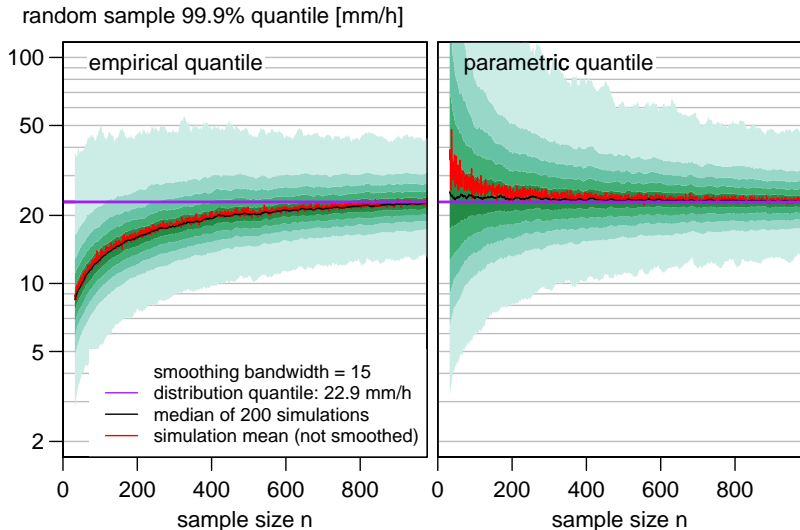 random sample 99.9% quantile [mm/h]
empirical quantile
parametric quantile
100
50
20
10
5
2
smoothing bandwidth = 15
distribution quantile: 22.9 mm/h
median of 200 simulations
simulation mean (not smoothed)
0 200 400 600 800
0 200 400 600 800
sample size n
sample size n